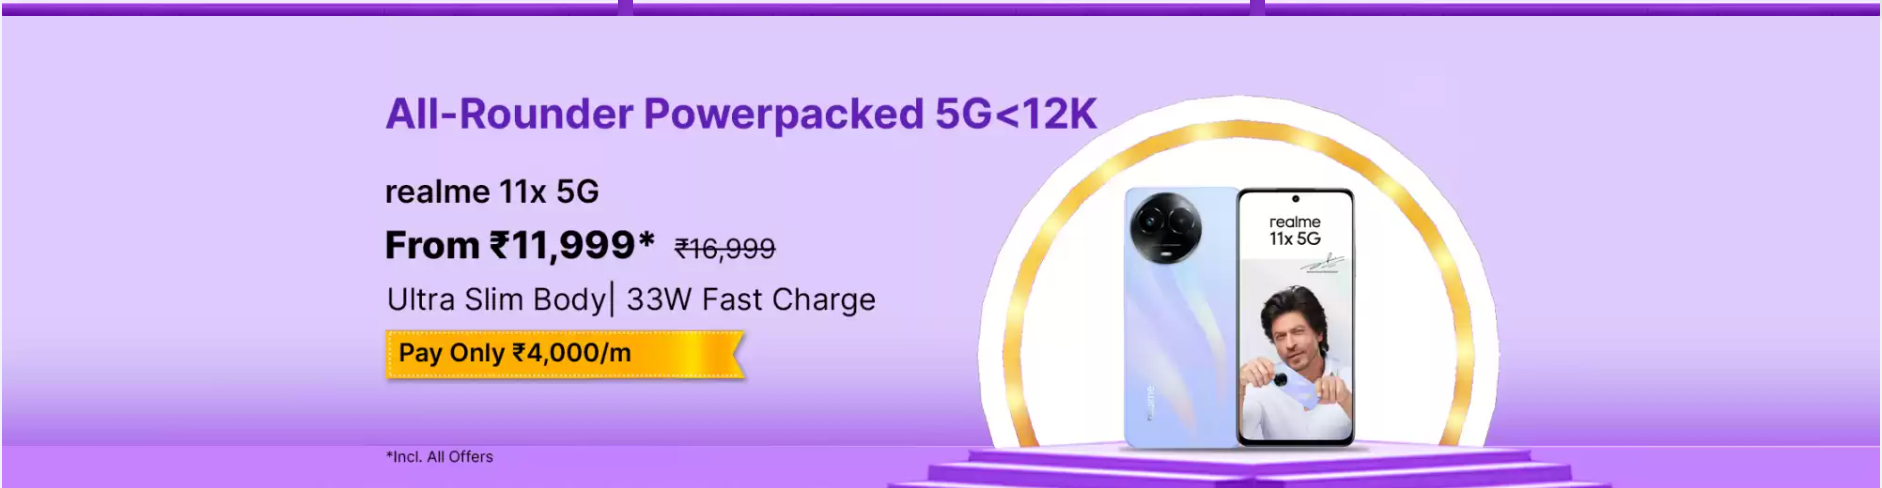 All-Rounder Powerpacked 5G<12K
realme 11x 5G
From ₹11,999* ₹16,999
Ultra Slim Body| 33W Fast Charge
Pay Only ₹4,000/m
*Incl. All Offers
realme
11x 5G
realme